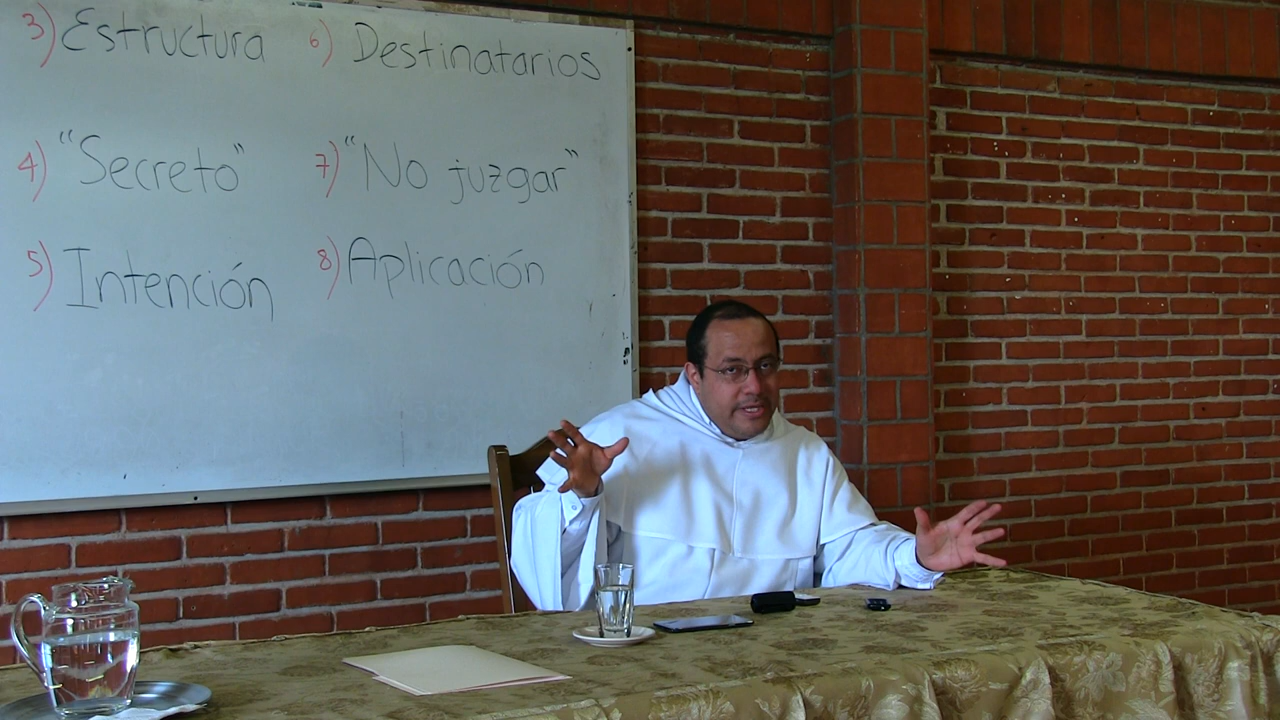 3) Estructura
4) "Secreto"
5) Intención
6) Destinatarios
7) "No juzgar"
8) Aplicación